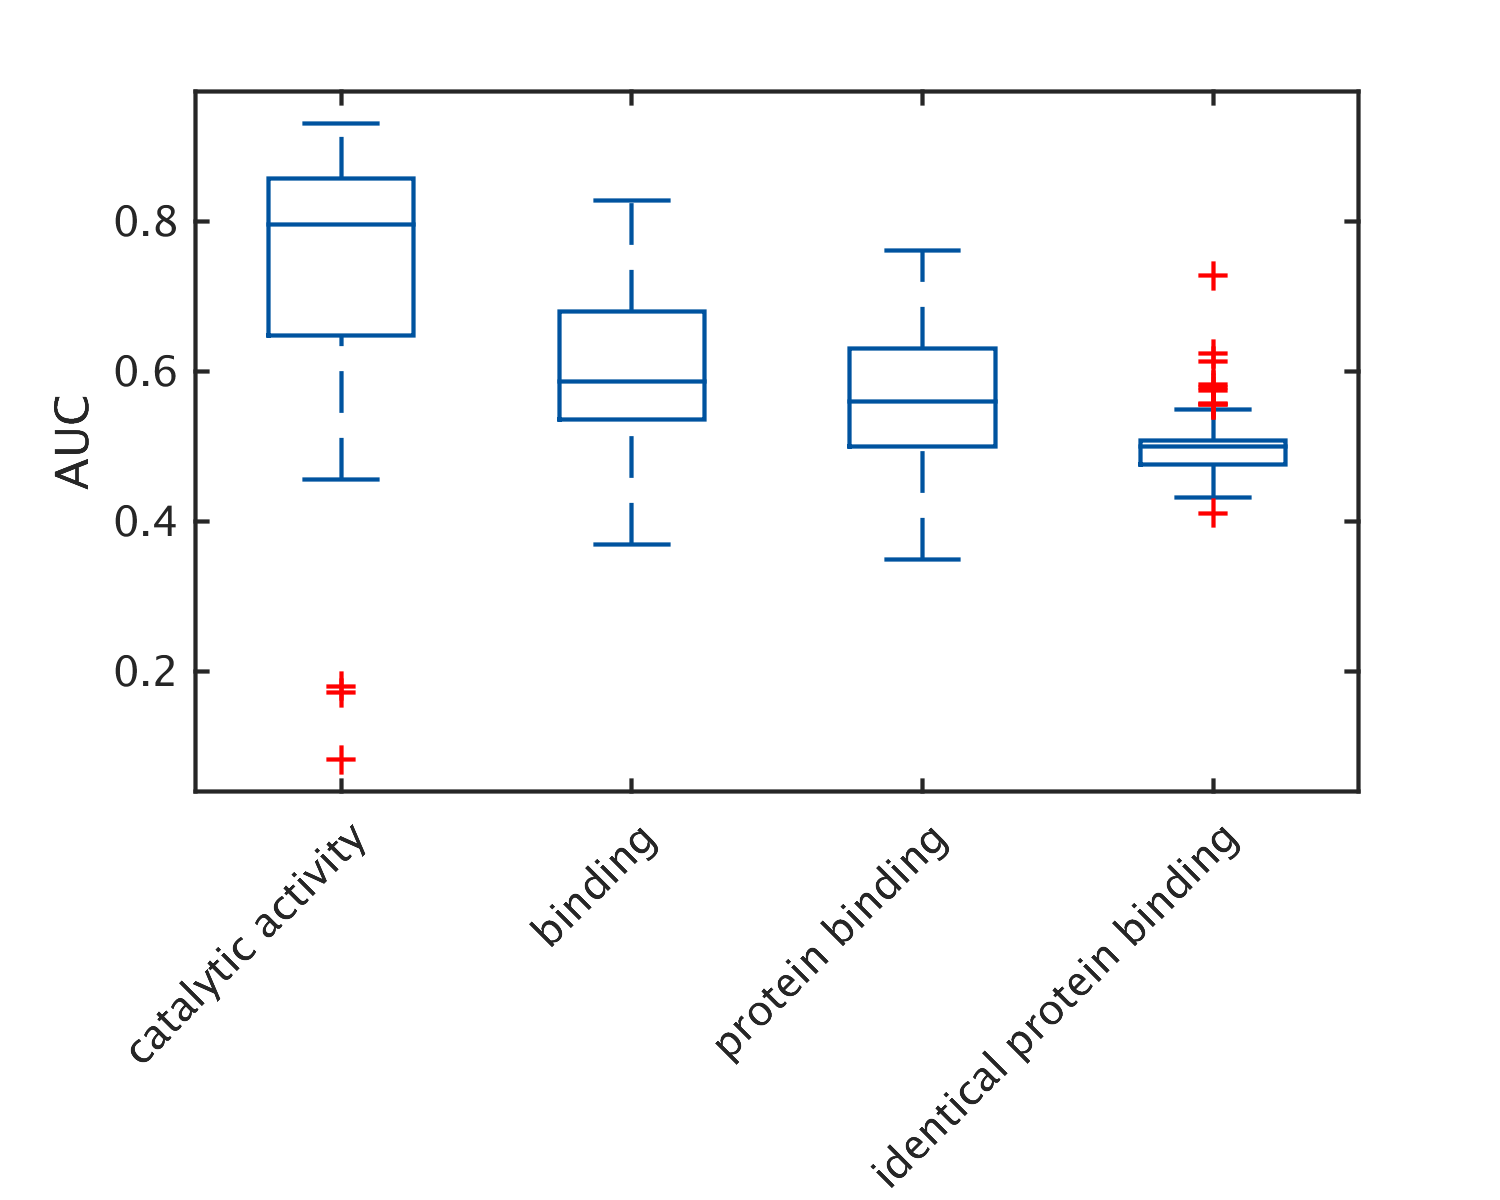 AUC
0.8
0.6
0.4
0.2
catalytic activity
binding
protein binding
identical protein binding